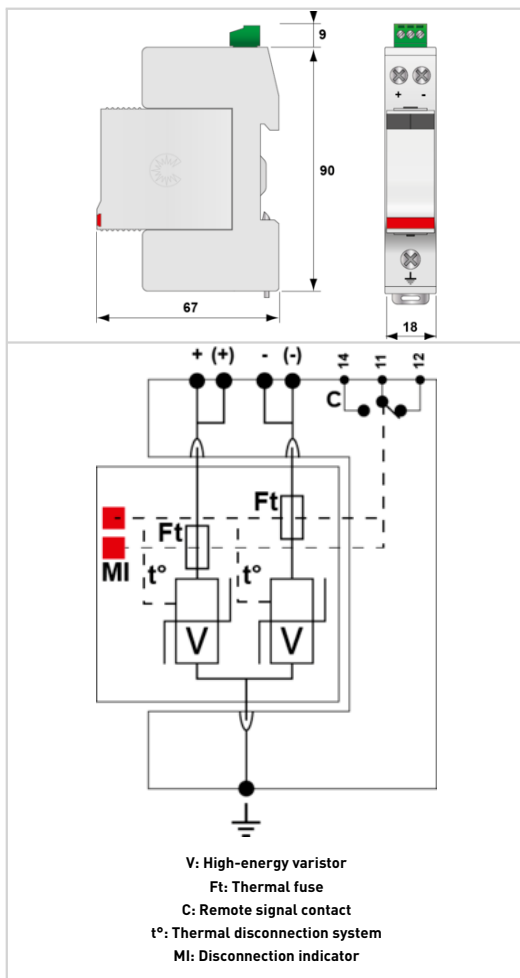 9
+ -
90
67
18
+ (+) - (-) 14 11 12
C
Ft
Ft
MI t° t°
V V
V: High-energy varistor
Ft: Thermal fuse
C: Remote signal contact
t°: Thermal disconnection system
MI: Disconnection indicator